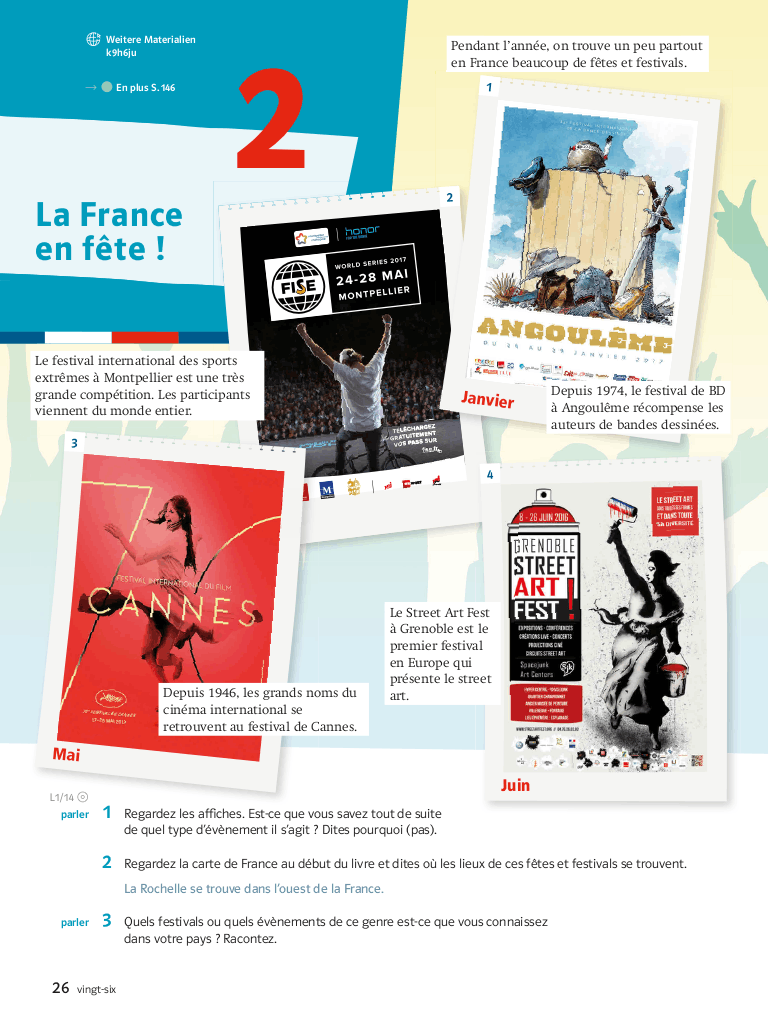 Weitere Materialien
k9h6ju
→ En plus S. 146
2
La France
en fête !
Pendant l'année, on trouve un peu partout
en France beaucoup de fêtes et festivals.
1
ANGOULÊME
DU 26 AU 29 JANVIER 2017
Janvier
Depuis 1974, le festival de BD
à Angoulême récompense les
auteurs de bandes dessinées.
2
honor
FISE
WORLD SERIES 2017
24-28 MAI
MONTPELLIER
TÉLÉCHARGEZ
GRATUITEMENT
VOS PASS SUR
Le festival international des sports
extrêmes à Montpellier est une très
grande compétition. Les participants
viennent du monde entier.
3
70
FESTIVAL INTERNATIONAL DU FILM
CANNES
FESTIVAL DE CANNES
17-28 MAI 2017
Depuis 1946, les grands noms du
cinéma international se
retrouvent au festival de Cannes.
Mai
4
8 - 26 JUIN 2016
GRENOBLE
STREET
ART
FEST !
EXPOSITIONS - CONFÉRENCES
CRÉATIONS LIVE - CONCERTS
PROJECTIONS CINÉ
CIRCUITS STREET ART
Spacejunk
Art Centers
Sjk
LE STREET ART
DANS TOUTES SES FORMES
ET DANS TOUTE
SA DIVERSITÉ
Le Street Art Fest
à Grenoble est le
premier festival
en Europe qui
présente le street
art.
Juin
L1/14
parler 1 Regardez les affiches. Est-ce que vous savez tout de suite
de quel type d'évènement il s'agit ? Dites pourquoi (pas).
2 Regardez la carte de France au début du livre et dites où les lieux de ces fêtes et festivals se trouvent.
La Rochelle se trouve dans l'ouest de la France.
parler 3 Quels festivals ou quels évènements de ce genre est-ce que vous connaissez
dans votre pays ? Racontez.
26 vingt-six